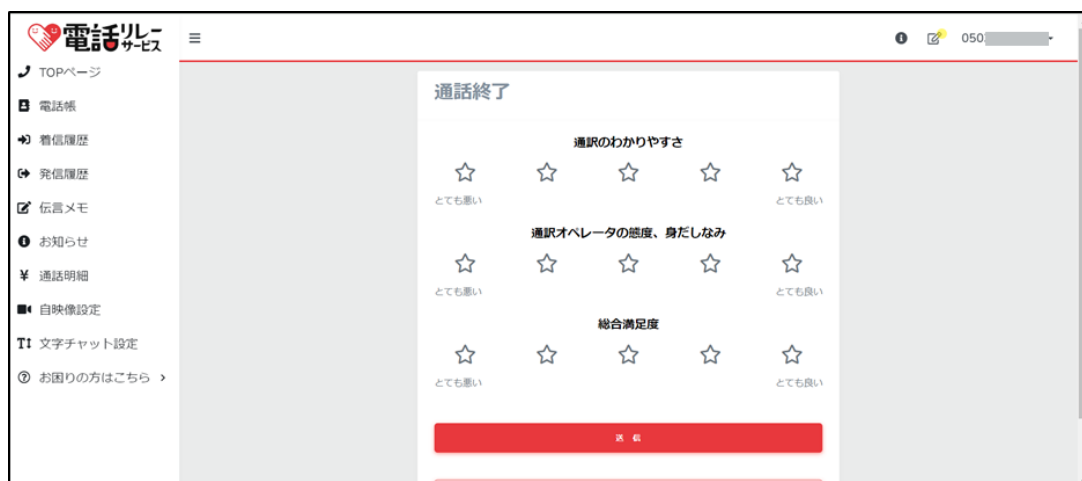 電話リレーサービス
050
TOPページ
電話帳
着信履歴
発信履歴
伝言メモ
お知らせ
通話明細
自映像設定
文字チャット設定
お困りの方はこちら
通話終了
通訳のわかりやすさ
とても悪い とても良い
通訳オペレータの態度、身だしなみ
とても悪い とても良い
総合満足度
とても悪い とても良い
送信